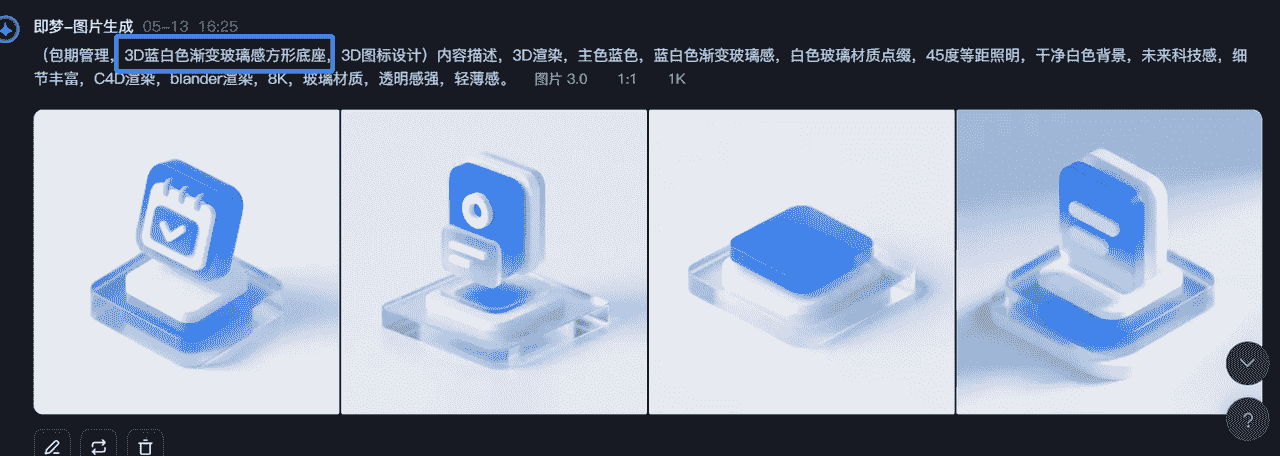 即梦-图片生成 05-13 16:25
（包期管理，3D蓝白色渐变玻璃感方形底座，3D图标设计）内容描述，3D渲染，主色蓝色，蓝白色渐变玻璃感，白色玻璃材质点缀，45度等距照明，干净白色背景，未来科技感，细
节丰富，C4D渲染，blander渲染，8K，玻璃材质，透明感强，轻薄感。 图片 3.0 1:1 1K
?